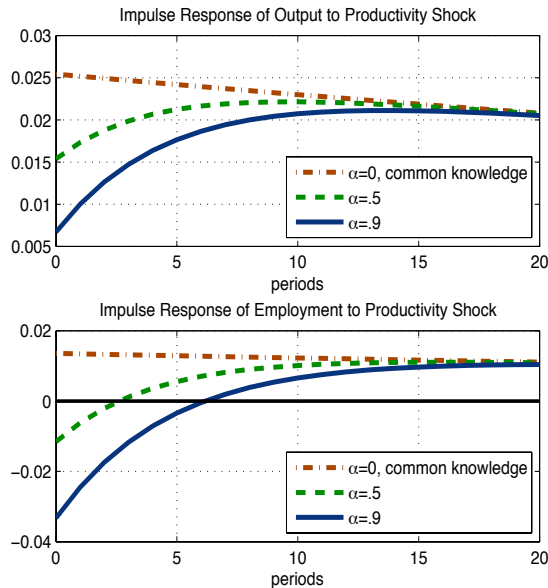 Impulse Response of Output to Productivity Shock
0.03
0.025
0.02
0.015
0.01
0.005
α=0, common knowledge
α=.5
α=.9
0 5 10 15 20
periods
Impulse Response of Employment to Productivity Shock
0.02
0
−0.02
−0.04
α=0, common knowledge
α=.5
α=.9
0 5 10 15 20
periods